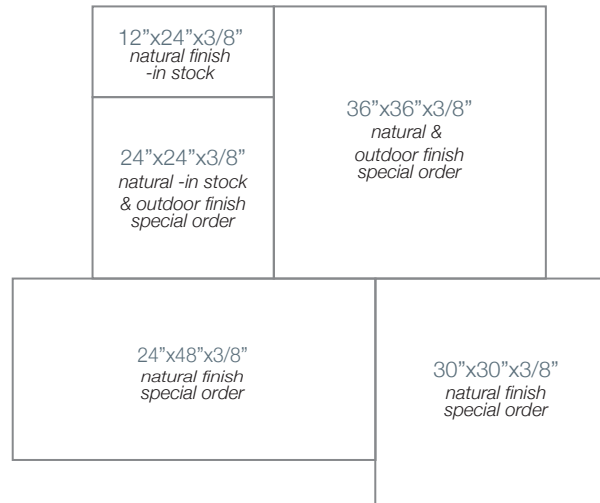 12”x24”x3/8”
natural finish
-in stock
24”x24”x3/8”
natural -in stock
& outdoor finish
special order
36”x36”x3/8”
natural &
outdoor finish
special order
24”x48”x3/8”
natural finish
special order
30”x30”x3/8”
natural finish
special order